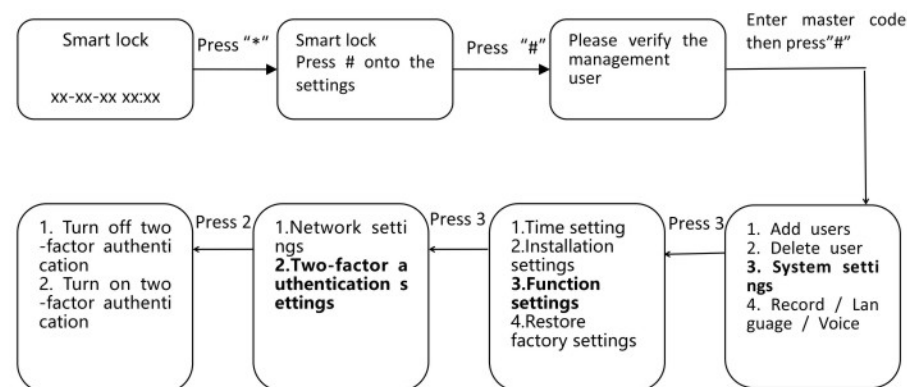 Smart lock
xx-xx-xx xx:xx
Press "*"
Smart lock
Press # onto the
settings
Press "#"
Please verify the
management
user
Enter master code
then press"#"
1. Add users
2. Delete user
3. System setti
ngs
4. Record / Lan
guage / Voice
Press 3
1.Time setting
2.Installation
settings
3.Function
settings
4.Restore
factory settings
Press 3
1.Network setti
ngs
2.Two-factor a
uthentication s
ettings
Press 2
1. Turn off two
-factor authenti
cation
2. Turn on two
-factor authenti
cation